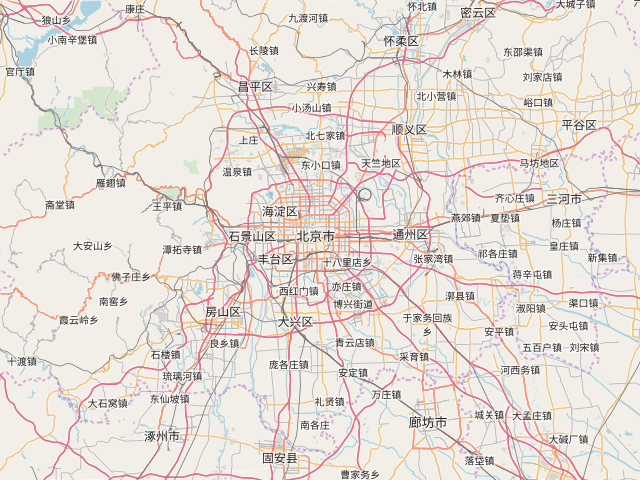 狼山乡
康庄
九渡河镇
怀北镇
密云区
大城子镇
小南辛堡镇
长陵镇
怀柔区
东邵渠镇
官厅镇
木林镇
刘家店镇
昌平区
兴寿镇
北小营镇
峪口镇
小汤山镇
上庄
北七家镇
顺义区
平谷区
温泉镇
东小口镇
天竺地区
马坊地区
雁翅镇
斋堂镇
王平镇
海淀区
齐心庄镇
三河市
燕郊镇
夏垫镇
杨庄镇
石景山区
北京市
通州区
大安山乡
潭拓寺镇
皇庄镇
丰台区
十八里店乡
张家湾镇
祁各庄镇
新集镇
佛子庄乡
蒋辛屯镇
南窖乡
西红门镇
亦庄镇
漷县镇
博兴街道
渠口镇
霞云岭乡
房山区
大兴区
于家务回族
乡
淑阳镇
安平镇
安头屯镇
良乡镇
青云店镇
五百户镇
刘宋镇
十渡镇
石楼镇
庞各庄镇
采育镇
琉璃河镇
安定镇
河西务镇
大石窝镇
东仙坡镇
礼贤镇
万庄镇
城关镇
大孟庄镇
涿州市
南各庄
廊坊市
大碱厂镇
固安县
落垡镇
曹家务乡